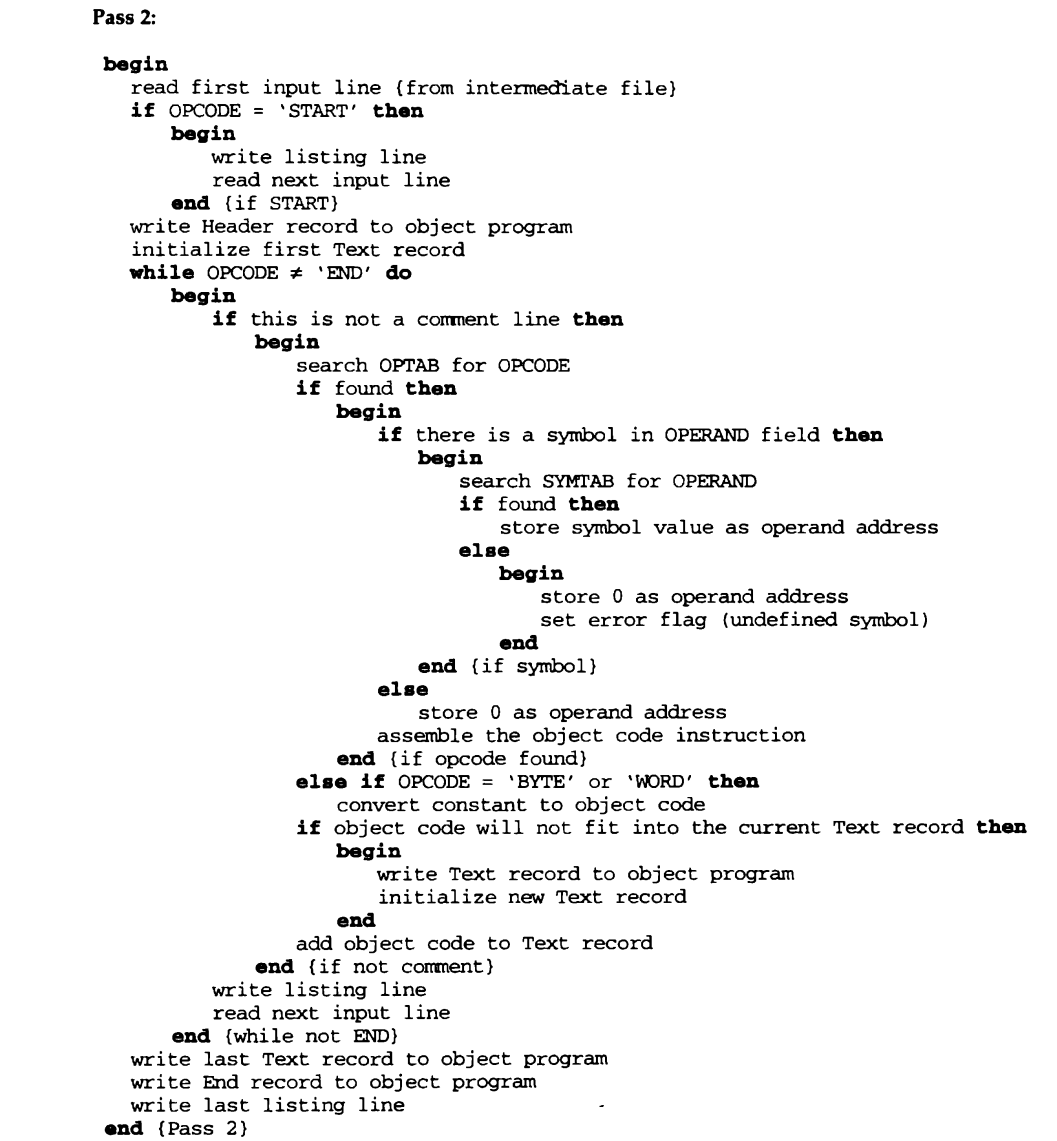 Pass 2:
begin
read first input line {from intermediate file}
if OPCODE = 'START' then
begin
write listing line
read next input line
end {if START}
write Header record to object program
initialize first Text record
while OPCODE ≠ 'END' do
begin
if this is not a comment line then
begin
search OPTAB for OPCODE
if found then
begin
if there is a symbol in OPERAND field then
begin
search SYMTAB for OPERAND
if found then
store symbol value as operand address
else
begin
store 0 as operand address
set error flag (undefined symbol)
end
end {if symbol}
else
store 0 as operand address
assemble the object code instruction
end {if opcode found}
else if OPCODE = 'BYTE' or 'WORD' then
convert constant to object code
if object code will not fit into the current Text record then
begin
write Text record to object program
initialize new Text record
end
add object code to Text record
end {if not comment}
write listing line
read next input line
end {while not END}
write last Text record to object program
write End record to object program
write last listing line
end {Pass 2}